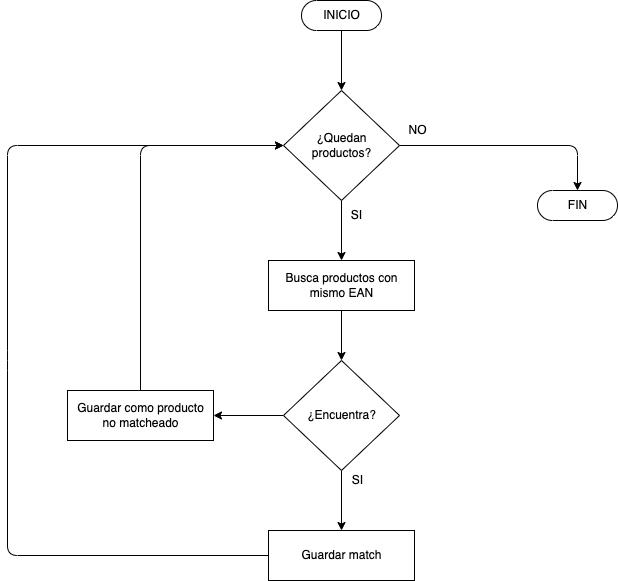 INICIO
¿Quedan
productos?
NO
FIN
SI
Busca productos con
mismo EAN
¿Encuentra?
Guardar como producto
no matcheado
SI
Guardar match